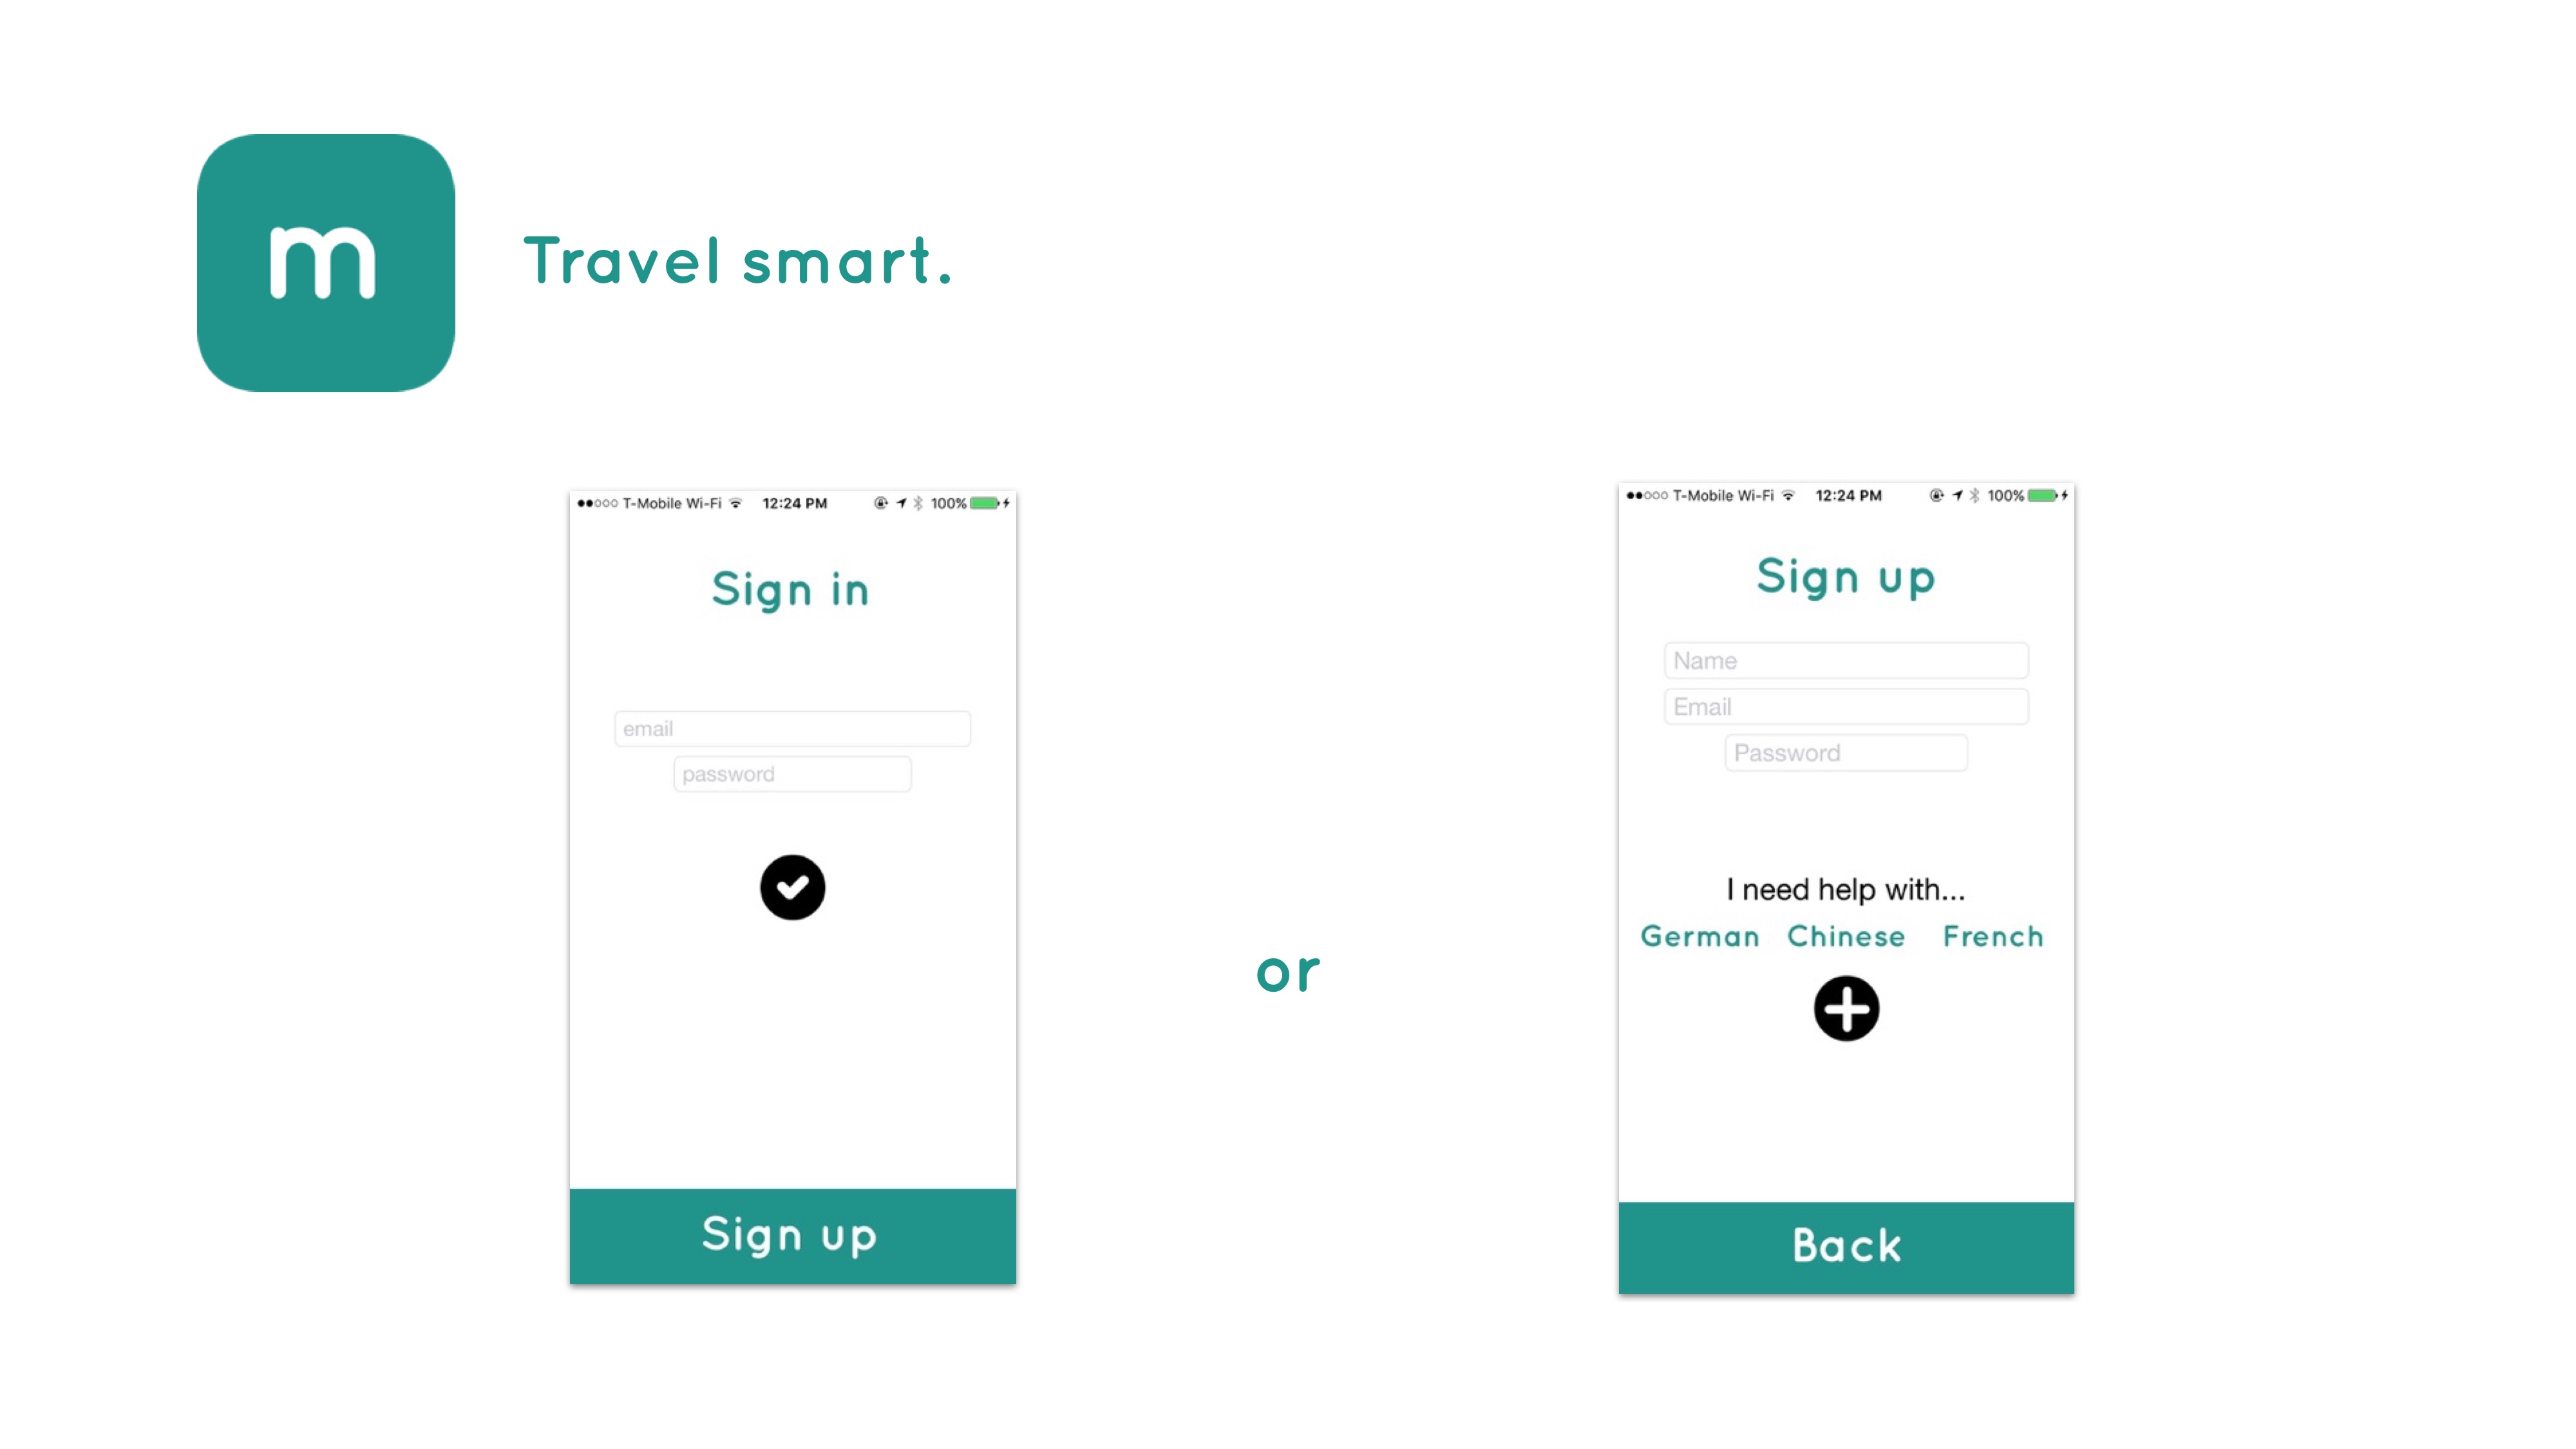 m
Travel smart.
T-Mobile Wi-Fi 12:24 PM 100%
Sign in
email
password
Sign up
or
T-Mobile Wi-Fi 12:24 PM 100%
Sign up
Name
Email
Password
I need help with...
German Chinese French
Back